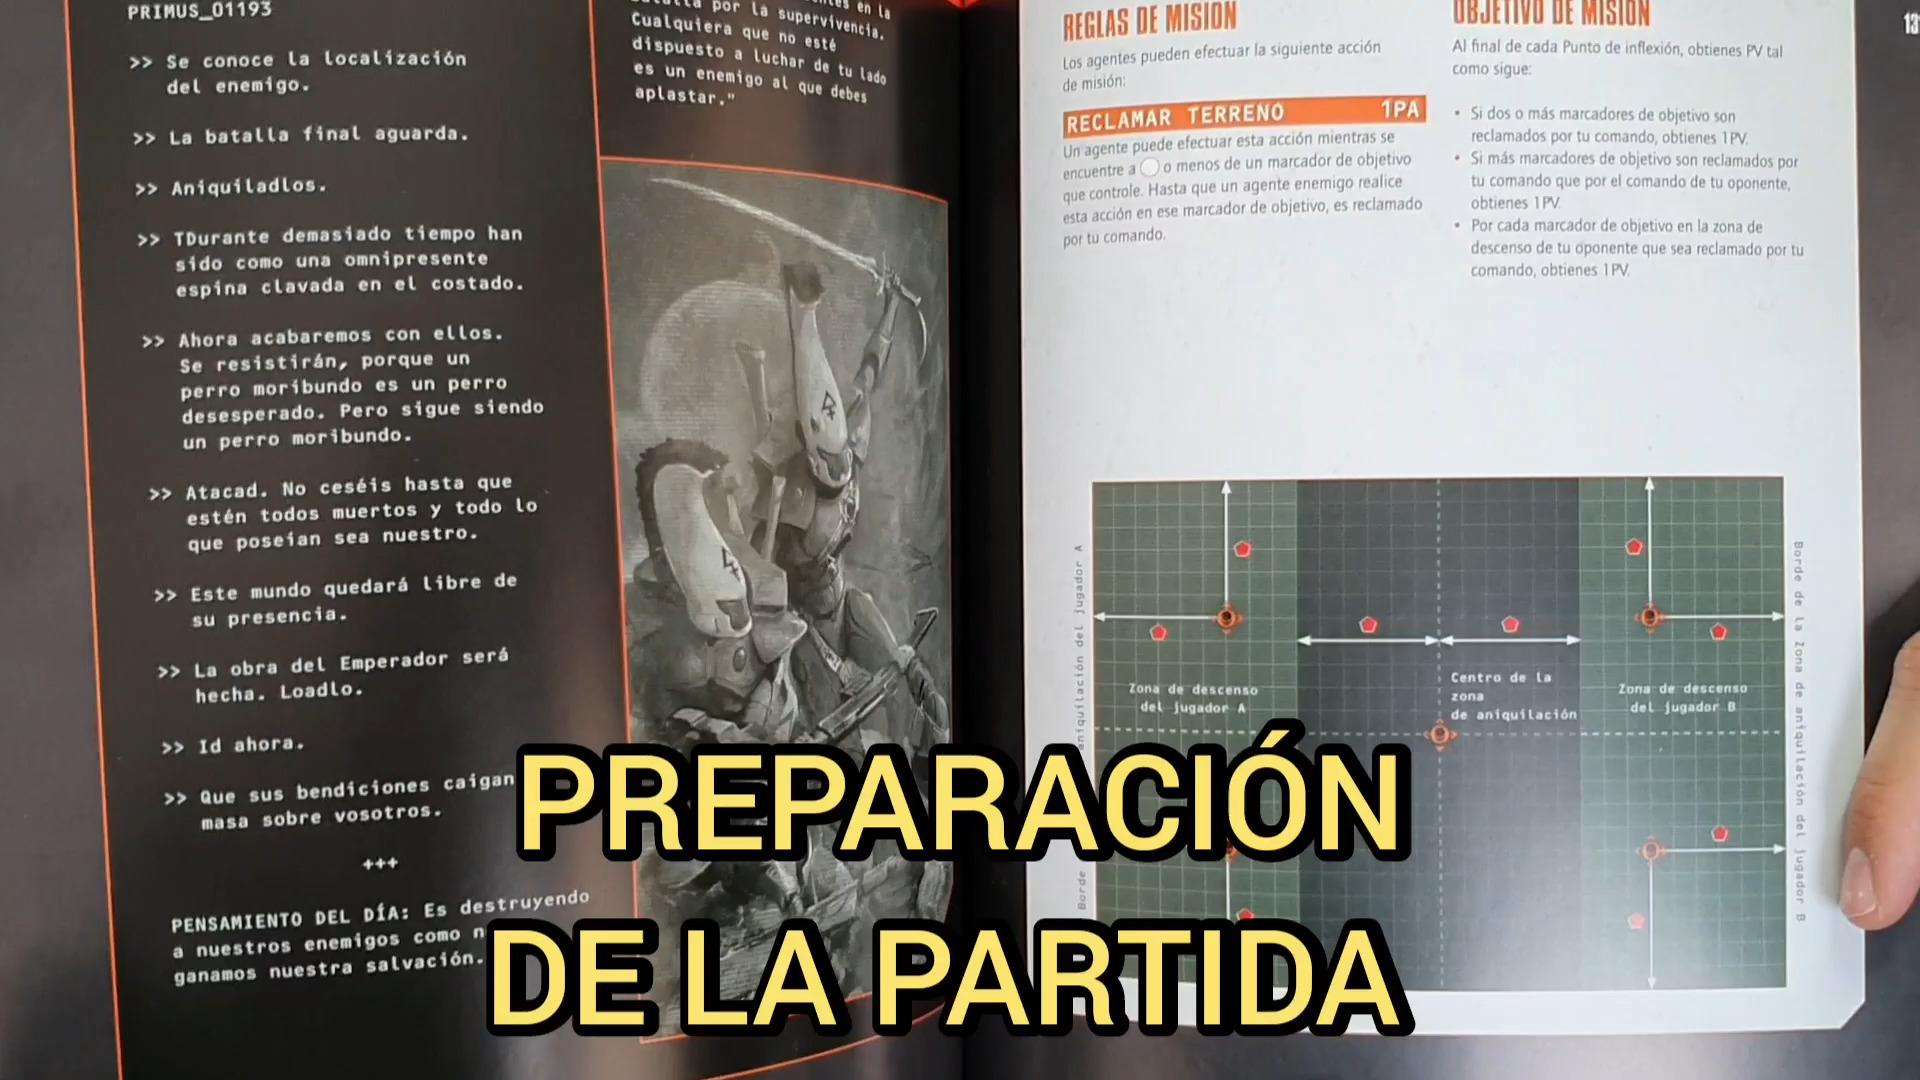 PRIMUS_01193
>> Se conoce la localización
del enemigo.
>> La batalla final aguarda.
>> Aniquiladlos.
>> TDurante demasiado tiempo han
sido como una omnipresente
espina clavada en el costado.
>> Ahora acabaremos con ellos.
Se resistirán, porque un
perro moribundo es un perro
desesperado. Pero sigue siendo
un perro moribundo.
>> Atacad. No ceséis hasta que
estén todos muertos y todo lo
que poseian sea nuestro.
>> Este mundo quedará libre de
su presencia.
>> La obra del Emperador será
hecha. Loadlo.
>> Id ahora.
>> Que sus bendiciones caigan
masa sobre vosotros.
+++
PENSAMIENTO DEL DÍA: Es destruyendo
a nuestros enemigos como
ganamos nuestra salvación.
en la
por la supervivencia.
Cualquiera que no esté
dispuesto a luchar de tu lado
es un enemigo al que debes
aplastar."
REGLAS DE MISIÓN
Los agentes pueden efectuar la siguiente acción
de misión:
RECLAMAR TERRENO 1PA
Un agente puede efectuar esta acción mientras se
encuentre a o menos de un marcador de objetivo
que controle. Hasta que un agente enemigo realice
esta acción en ese marcador de objetivo, es reclamado
por tu comando.
OBJETIVO DE MISIÓN
Al final de cada Punto de inflexión, obtienes PV tal
como sigue:
• Si dos o más marcadores de objetivo son
reclamados por tu comando, obtienes 1PV.
• Si más marcadores de objetivo son reclamados por
tu comando que por el comando de tu oponente,
obtienes 1PV.
• Por cada marcador de objetivo en la zona de
descenso de tu oponente que sea reclamado por tu
comando, obtienes 1PV.
Borde aniquilación del jugador A
Zona de descenso
del jugador A
Centro de la
zona
de aniquilación
Zona de descenso
del jugador B
Borde de la Zona de aniquilación del jugador B
PREPARACIÓN
DE LA PARTIDA